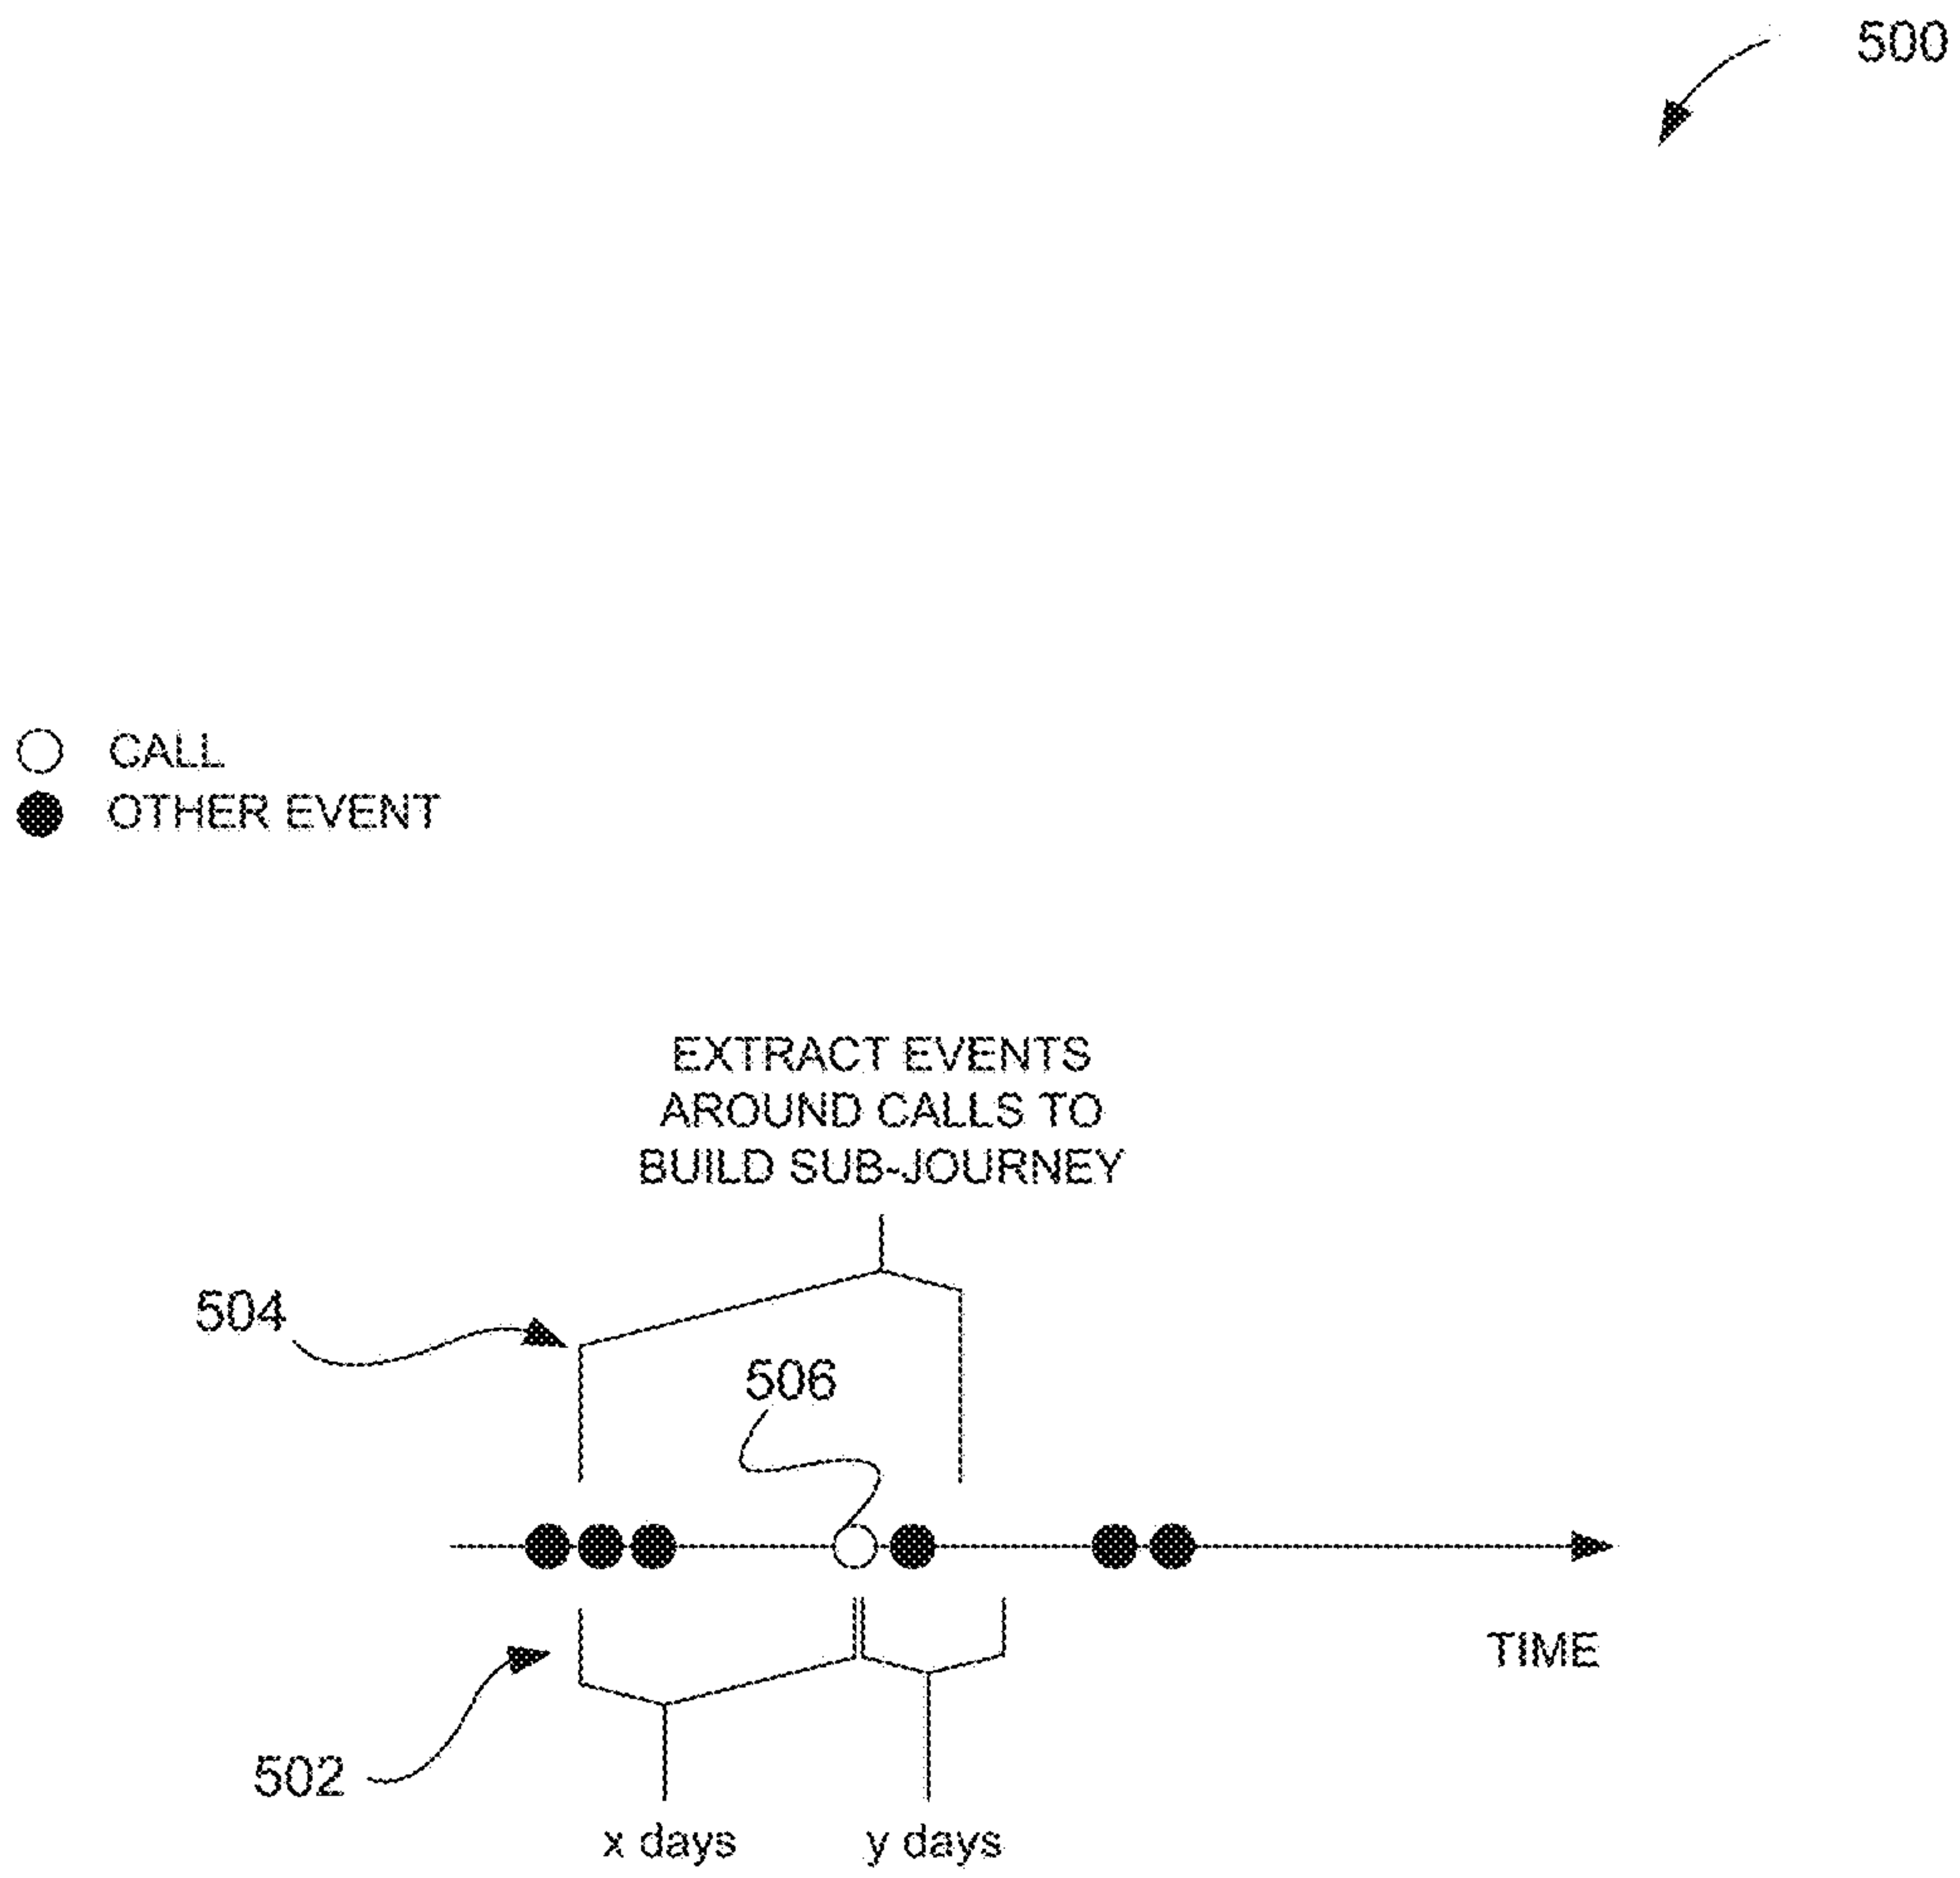 500
CALL
OTHER EVENT
EXTRACT EVENTS
AROUND CALLS TO
BUILD SUB-JOURNEY
504
506
TIME
502
x days
y days